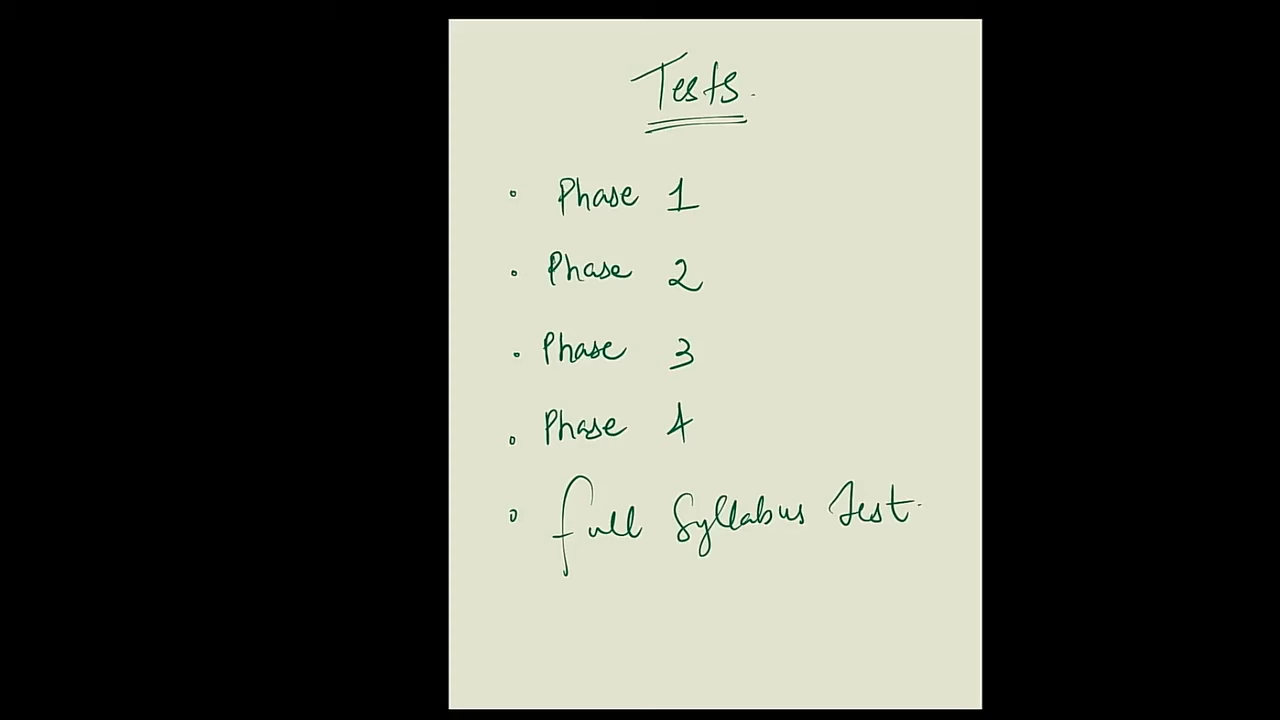 Tests.
• Phase 1
• Phase 2
• Phase 3
• Phase 4
• full Syllabus test.